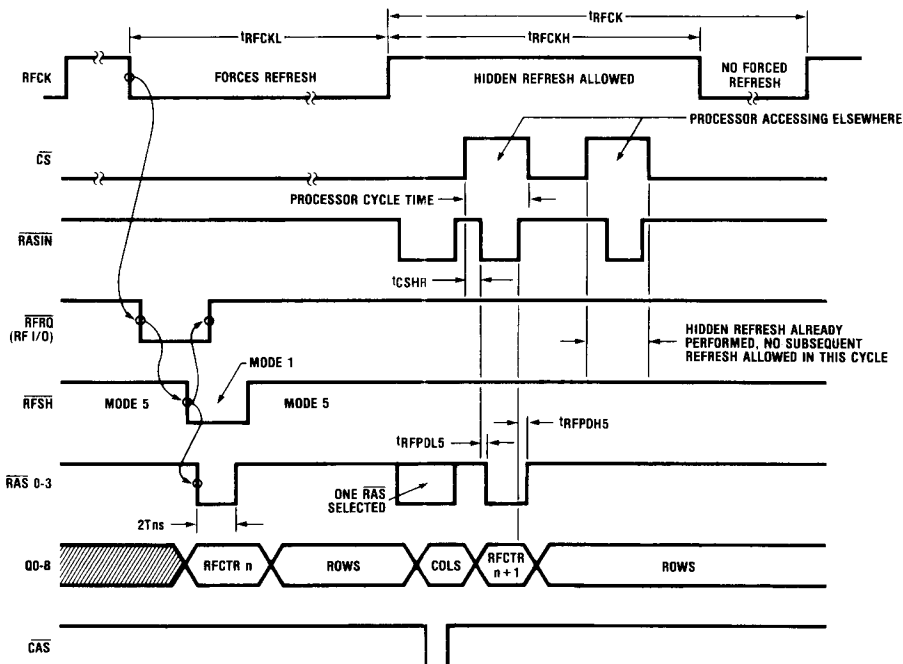 tRFCK
tRFCKL
tRFCKH
RFCK
FORCES REFRESH
HIDDEN REFRESH ALLOWED
NO FORCED
REFRESH
PROCESSOR ACCESSING ELSEWHERE
CS
PROCESSOR CYCLE TIME
RASIN
tCSHR
RFRQ
(RF I/O)
HIDDEN REFRESH ALREADY
PERFORMED, NO SUBSEQUENT
REFRESH ALLOWED IN THIS CYCLE
MODE 1
RFSH
MODE 5
MODE 5
tRFPDL5
tRFPDH5
RAS 0-3
ONE RAS
SELECTED
2Tns
Q0-8
RFCTR n
ROWS
COLS
RFCTR
n + 1
ROWS
CAS